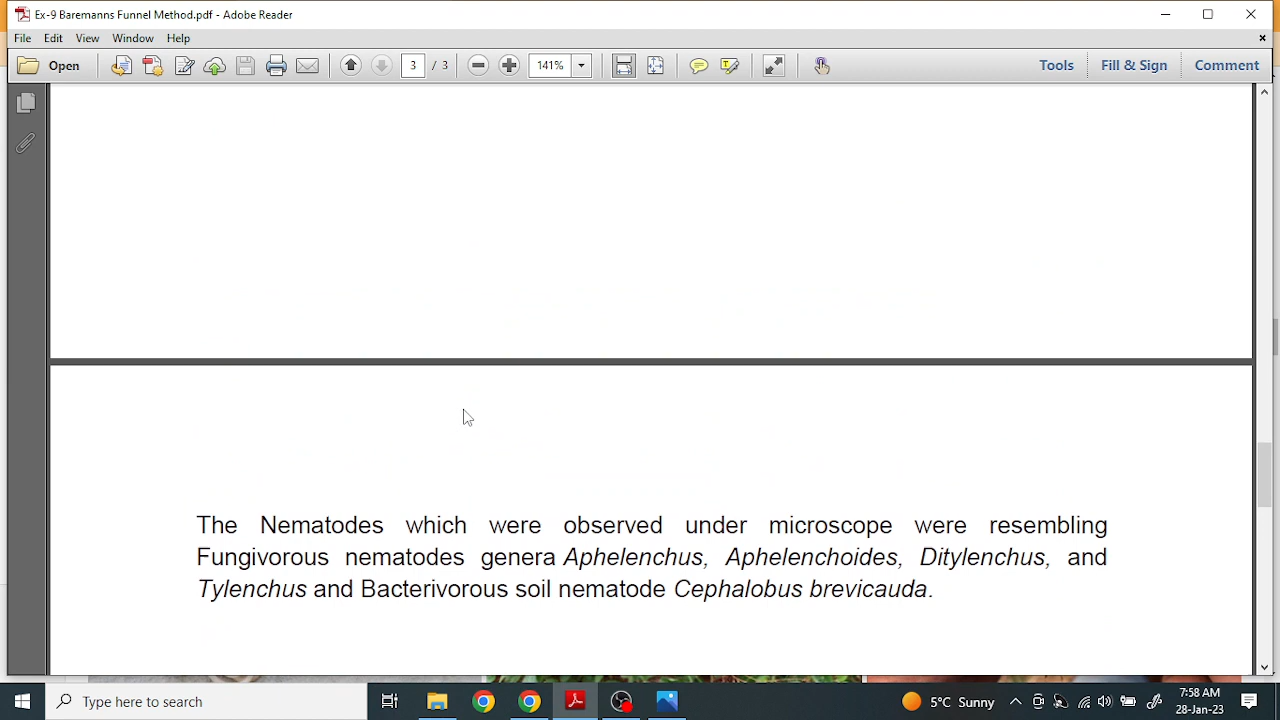 Ex-9 Baremanns Funnel Method.pdf - Adobe Reader
File Edit View Window Help
Open 3 / 3 141% Tools Fill & Sign Comment
The Nematodes which were observed under microscope were resembling
Fungivorous nematodes genera Aphelenchus, Aphelenchoides, Ditylenchus, and
Tylenchus and Bacterivorous soil nematode Cephalobus brevicauda.
Type here to search
5°C Sunny
7:58 AM
28-Jan-23